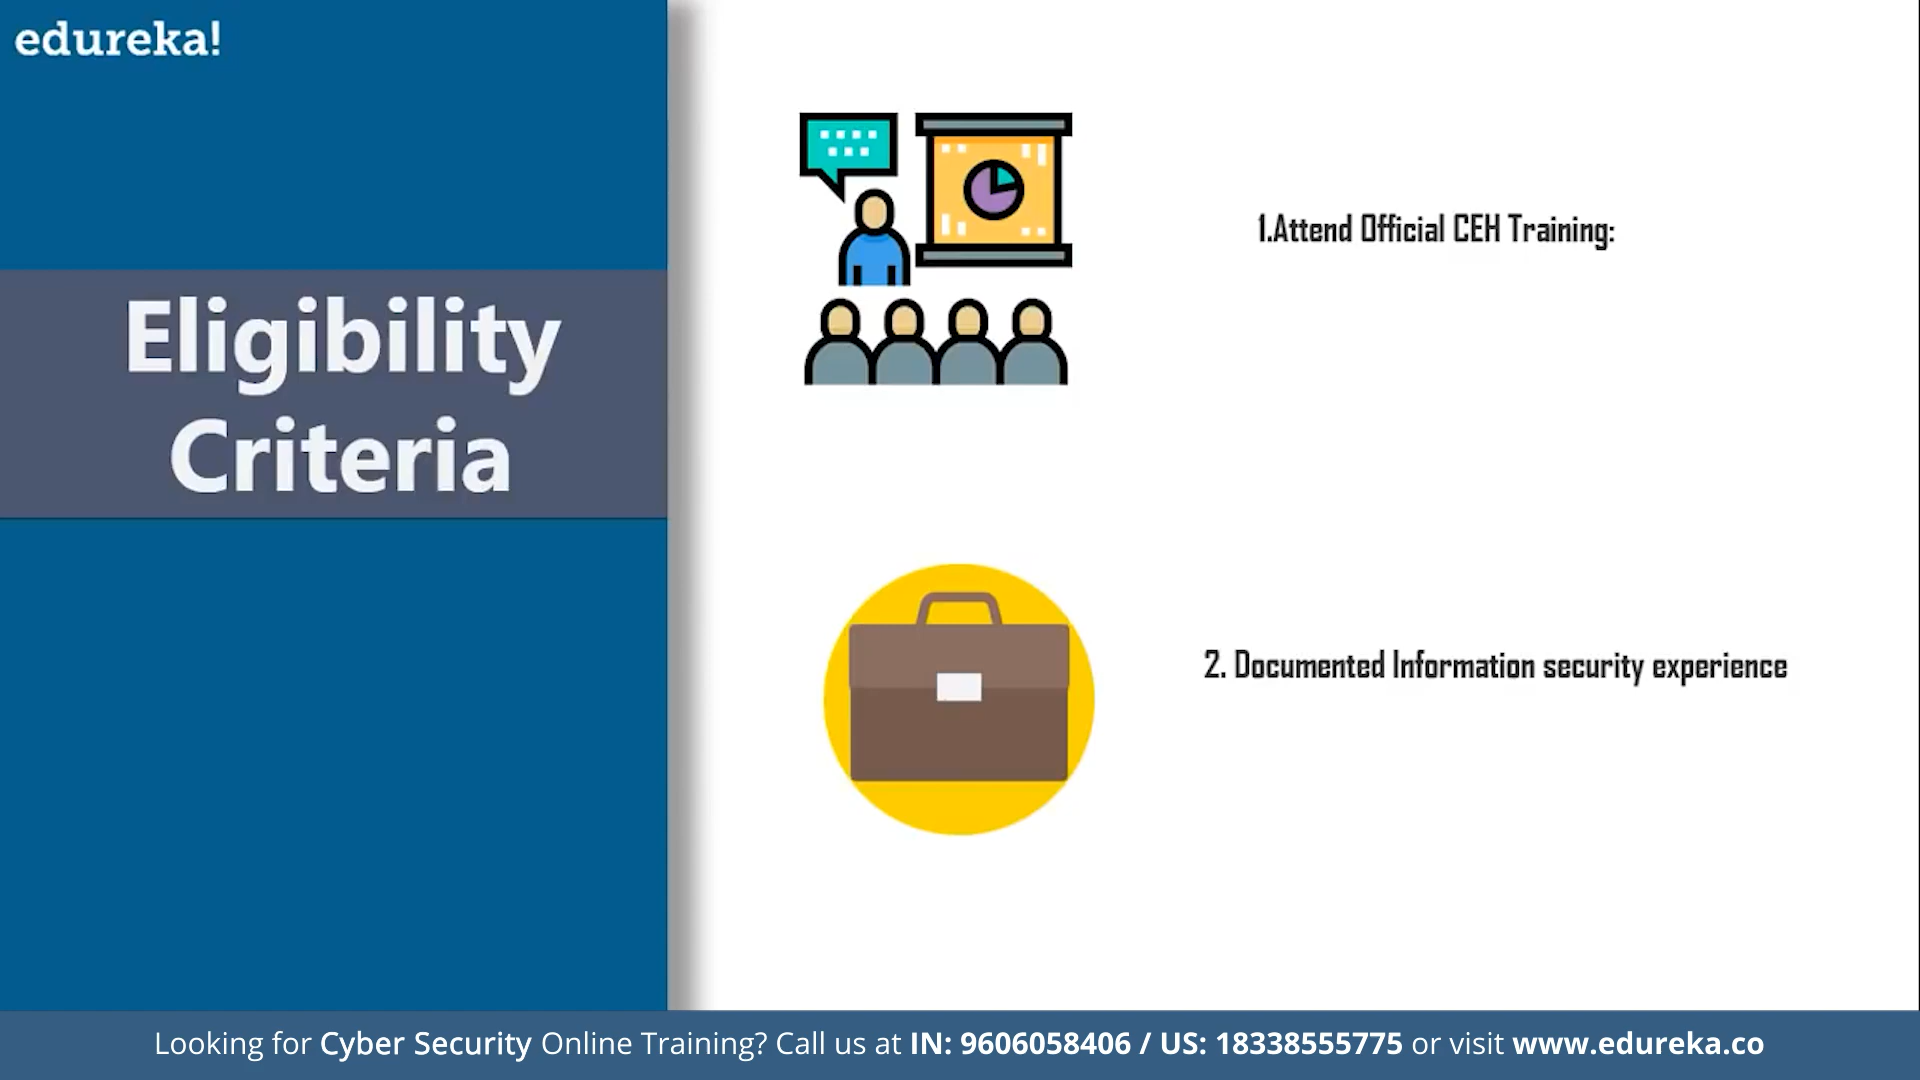 edureka!
Eligibility
Criteria
1.Attend Official CEH Training:
2. Documented Information security experience
Looking for Cyber Security Online Training? Call us at IN: 9606058406 / US: 18338555775 or visit www.edureka.co